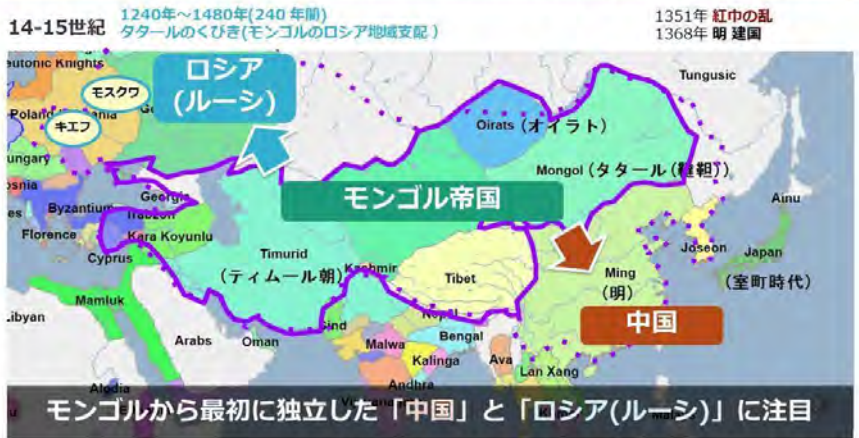 14-15世紀
1240年～1480年(240 年間)
タタールのくびき(モンゴルのロシア地域支配 )
1351年 紅巾の乱
1368年 明 建国
eutonic Knights
ロシア
(ルーシ)
Tungusic
モスクワ
Poland
ania
キエフ
Oirats (オイラト)
ungary
Mongol (タタール(韃靼))
osnia
Georgia
モンゴル帝国
Ainu
Byzantium
Trabzon
Florence
Kara Koyunlu
Joseon
Japan
(室町時代)
Cyprus
Timurid
(ティムール朝)
Kashmir
Tibet
Ming
(明)
Mamluk
Nepal
中国
Libyan
Arabs
Oman
Sind
Malwa
Bengal
Kalinga
Ava
Lan Xang
Andhra
Alodia
モンゴルから最初に独立した「中国」と「ロシア(ルーシ)」に注目